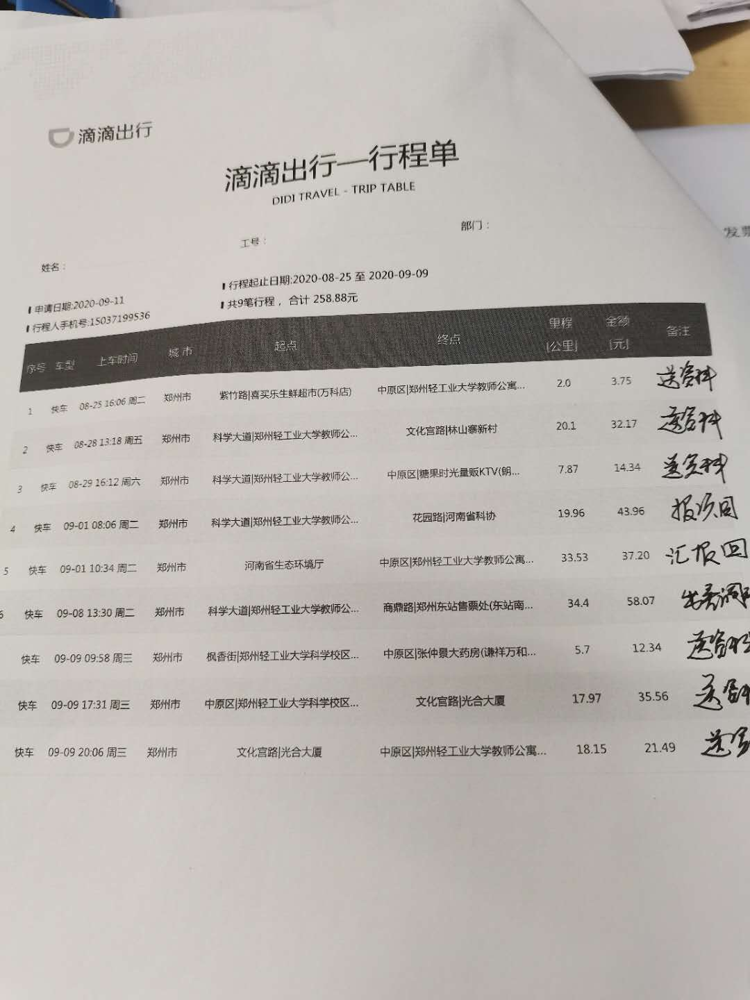 滴滴出行
滴滴出行—行程单
DIDI TRAVEL - TRIP TABLE
姓名： 工号： 部门：
申请日期:2020-09-11 行程起止日期:2020-08-25 至 2020-09-09
行程人手机号:15037199536 共9笔行程， 合计 258.88元
序号 车型 上车时间 城市 起点 终点 里程[公里] 金额[元] 备注
1 快车 08-25 16:06 周二 郑州市 紫竹路|喜买乐生鲜超市(万科店) 中原区|郑州轻工业大学教师公寓... 2.0 3.75 送资料
2 快车 08-28 13:18 周五 郑州市 科学大道|郑州轻工业大学教师公... 文化宫路|林山寨新村 20.1 32.17 送资料
3 快车 08-29 16:12 周六 郑州市 科学大道|郑州轻工业大学教师公... 中原区|糖果时光量贩KTV(朗... 7.87 14.34 送资料
4 快车 09-01 08:06 周二 郑州市 科学大道|郑州轻工业大学教师公... 花园路|河南省科协 19.96 43.96 报项目
5 快车 09-01 10:34 周二 郑州市 河南省生态环境厅 中原区|郑州轻工业大学教师公寓... 33.53 37.20 汇报回
6 快车 09-08 13:30 周二 郑州市 科学大道|郑州轻工业大学教师公... 商鼎路|郑州东站售票处(东站南... 34.4 58.07
快车 09-09 09:58 周三 郑州市 枫香街|郑州轻工业大学科学校区... 中原区|张仲景大药房(谦祥万和... 5.7 12.34 送资料
快车 09-09 17:31 周三 郑州市 中原区|郑州轻工业大学科学校区... 文化宫路|光合大厦 17.97 35.56 送资料
快车 09-09 20:06 周三 郑州市 文化宫路|光合大厦 中原区|郑州轻工业大学教师公寓... 18.15 21.49 送资
发票